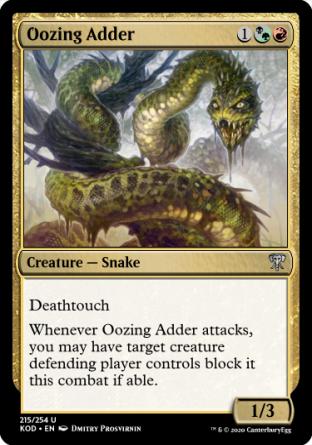 Oozing Adder 1
Creature — Snake
Deathtouch
Whenever Oozing Adder attacks,
you may have target creature
defending player controls block it
this combat if able.
1/3
215/254 U
KOD • EN DMITRY PROSVIRNIN
™ & © 2020 CanterburyEgg